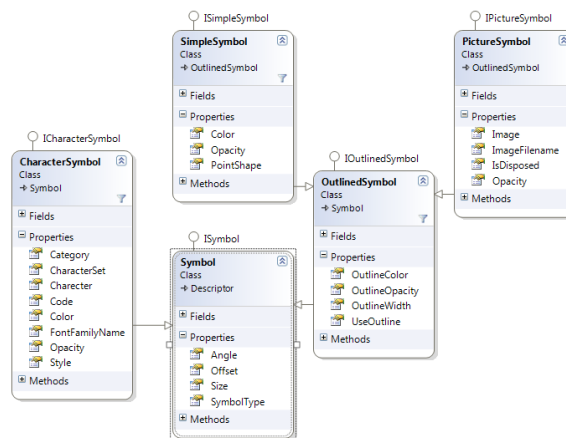 ISimpleSymbol
SimpleSymbol
Class
OutlinedSymbol
Fields
Properties
Color
Opacity
PointShape
Methods
IPictureSymbol
PictureSymbol
Class
OutlinedSymbol
Fields
Properties
Image
ImageFilename
IsDisposed
Opacity
Methods
ICharacterSymbol
CharacterSymbol
Class
Symbol
Fields
Properties
Category
CharacterSet
Charecter
Code
Color
FontFamilyName
Opacity
Style
Methods
IOutlinedSymbol
OutlinedSymbol
Class
Symbol
Fields
Properties
OutlineColor
OutlineOpacity
OutlineWidth
UseOutline
Methods
ISymbol
Symbol
Class
Descriptor
Fields
Properties
Angle
Offset
Size
SymbolType
Methods